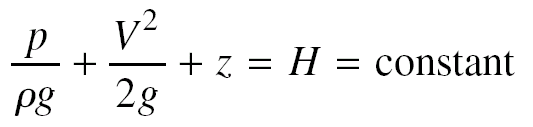 p/ρg + V²/2g + z = H = constant